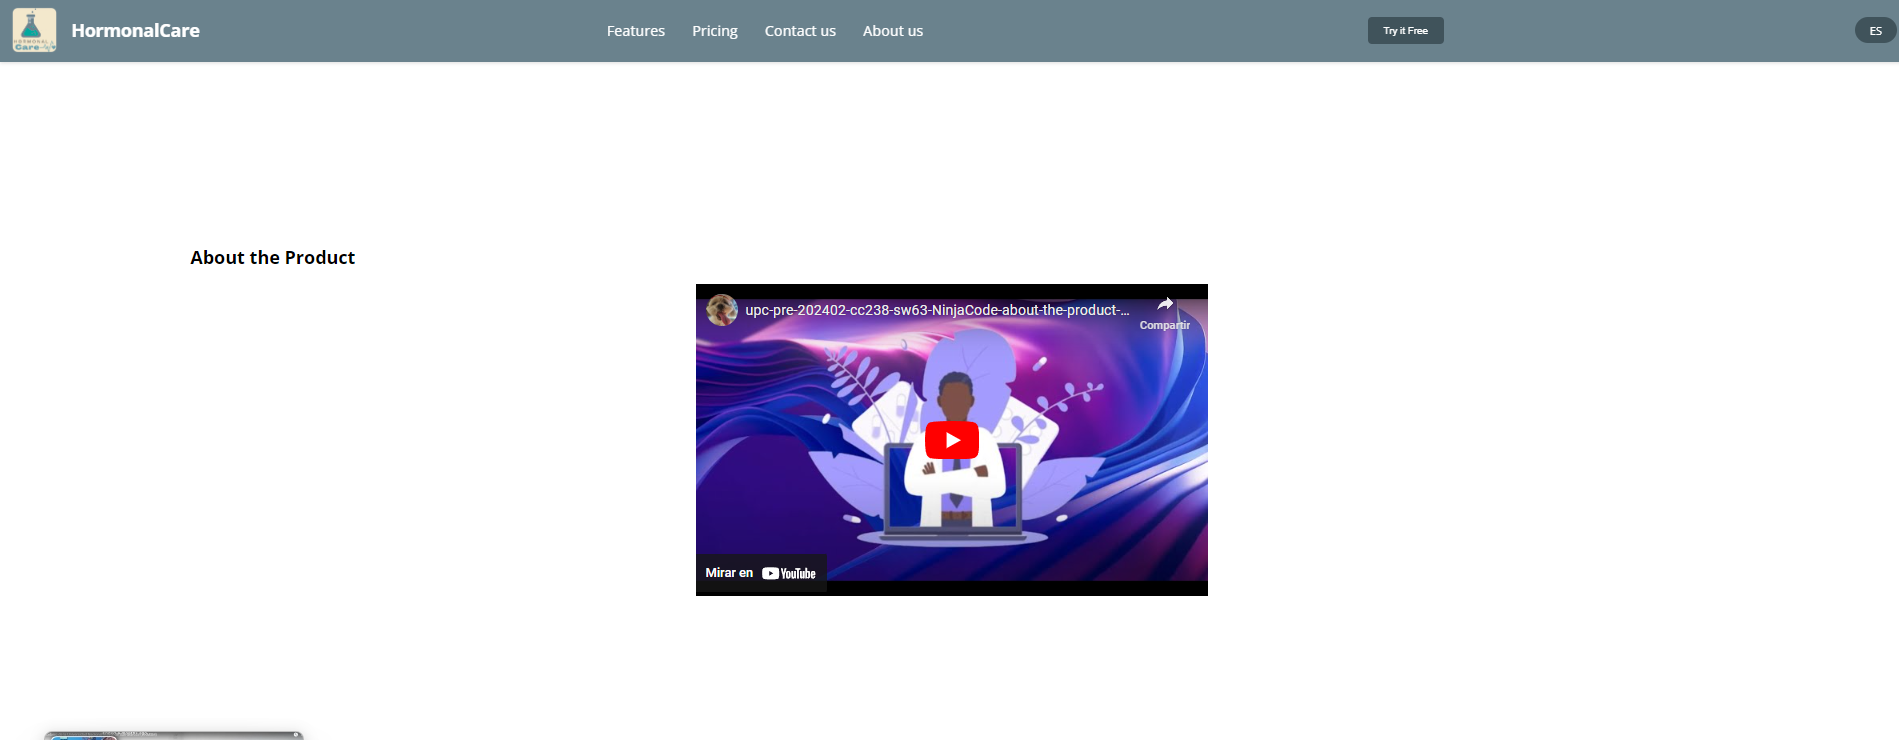 HORMONAL
Care
HormonalCare
Features
Pricing
Contact us
About us
Try it Free
ES
About the Product
upc-pre-202402-cc238-sw63-NinjaCode-about-the-product-…
Compartir
Mirar en YouTube